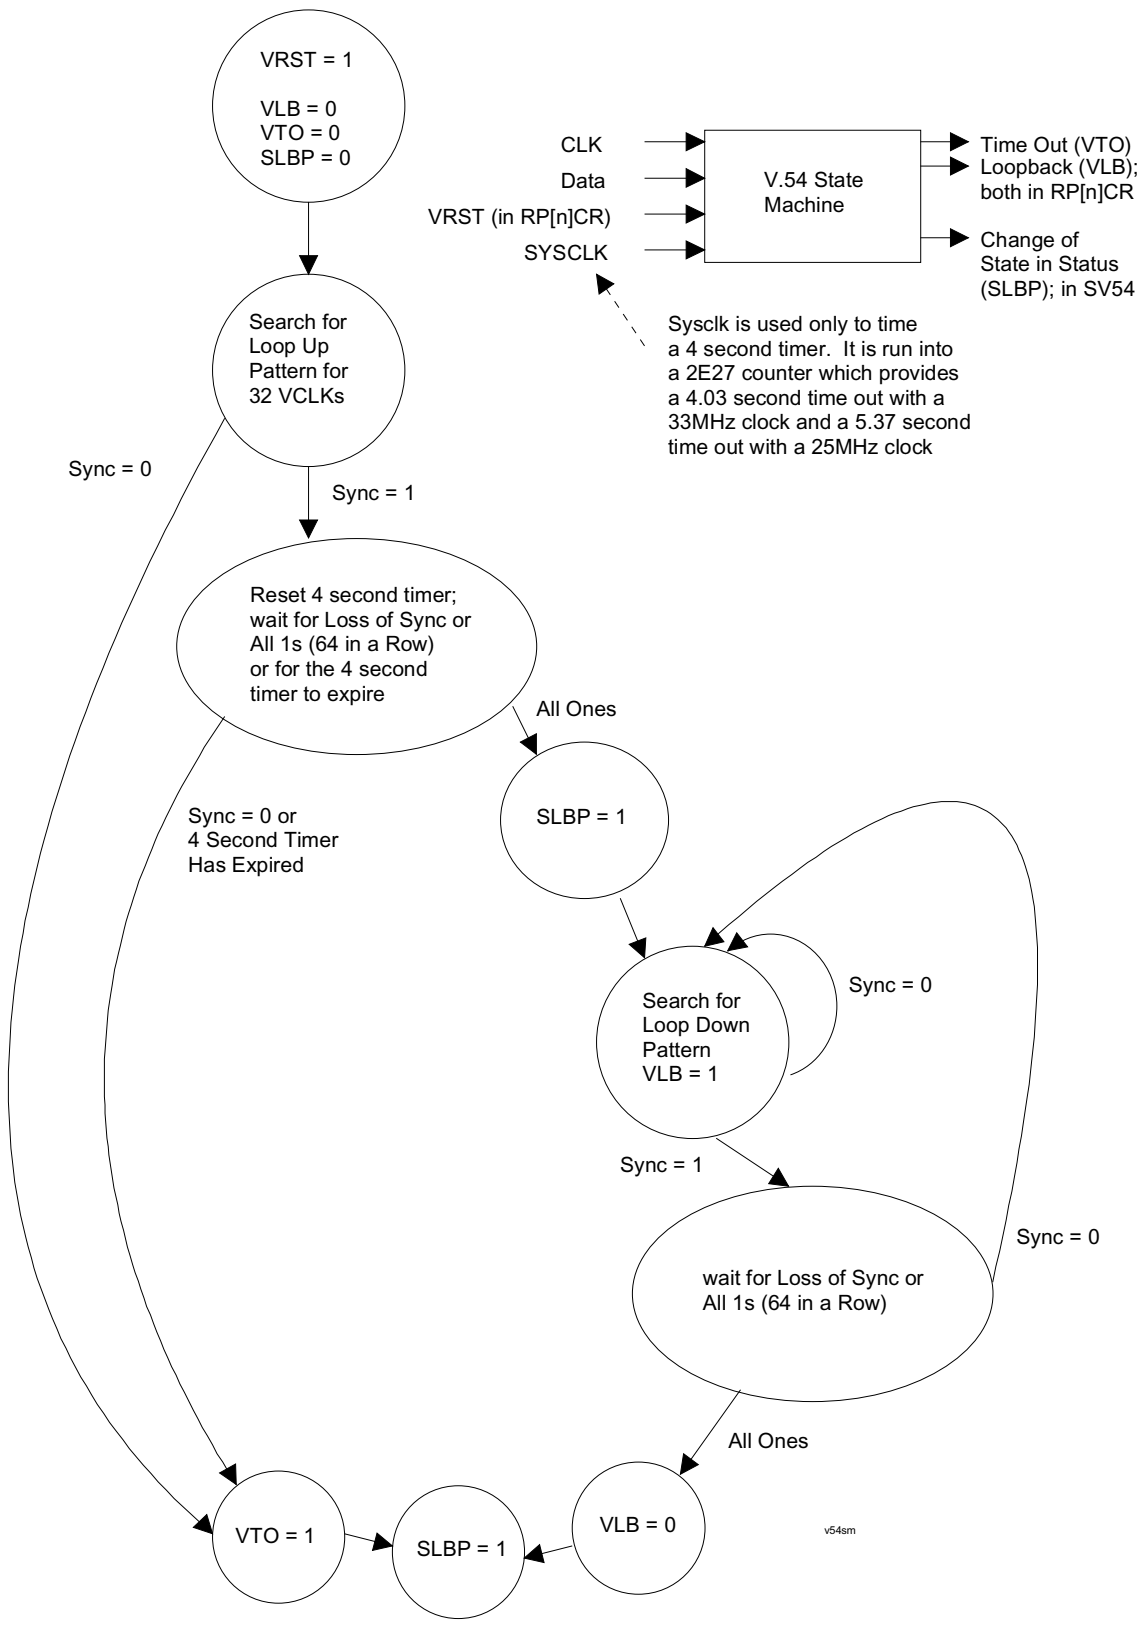 VRST = 1
VLB = 0
VTO = 0
SLBP = 0
CLK
Data
VRST (in RP[n]CR)
SYSCLK
V.54 State
Machine
Time Out (VTO)
Loopback (VLB);
both in RP[n]CR
Change of
State in Status
(SLBP); in SV54
Sysclk is used only to time
a 4 second timer. It is run into
a 2E27 counter which provides
a 4.03 second time out with a
33MHz clock and a 5.37 second
time out with a 25MHz clock
Search for
Loop Up
Pattern for
32 VCLKs
Sync = 0
Sync = 1
Reset 4 second timer;
wait for Loss of Sync or
All 1s (64 in a Row)
or for the 4 second
timer to expire
All Ones
Sync = 0 or
4 Second Timer
Has Expired
SLBP = 1
Search for
Loop Down
Pattern
VLB = 1
Sync = 0
Sync = 1
wait for Loss of Sync or
All 1s (64 in a Row)
Sync = 0
All Ones
VTO = 1
SLBP = 1
VLB = 0
v54sm